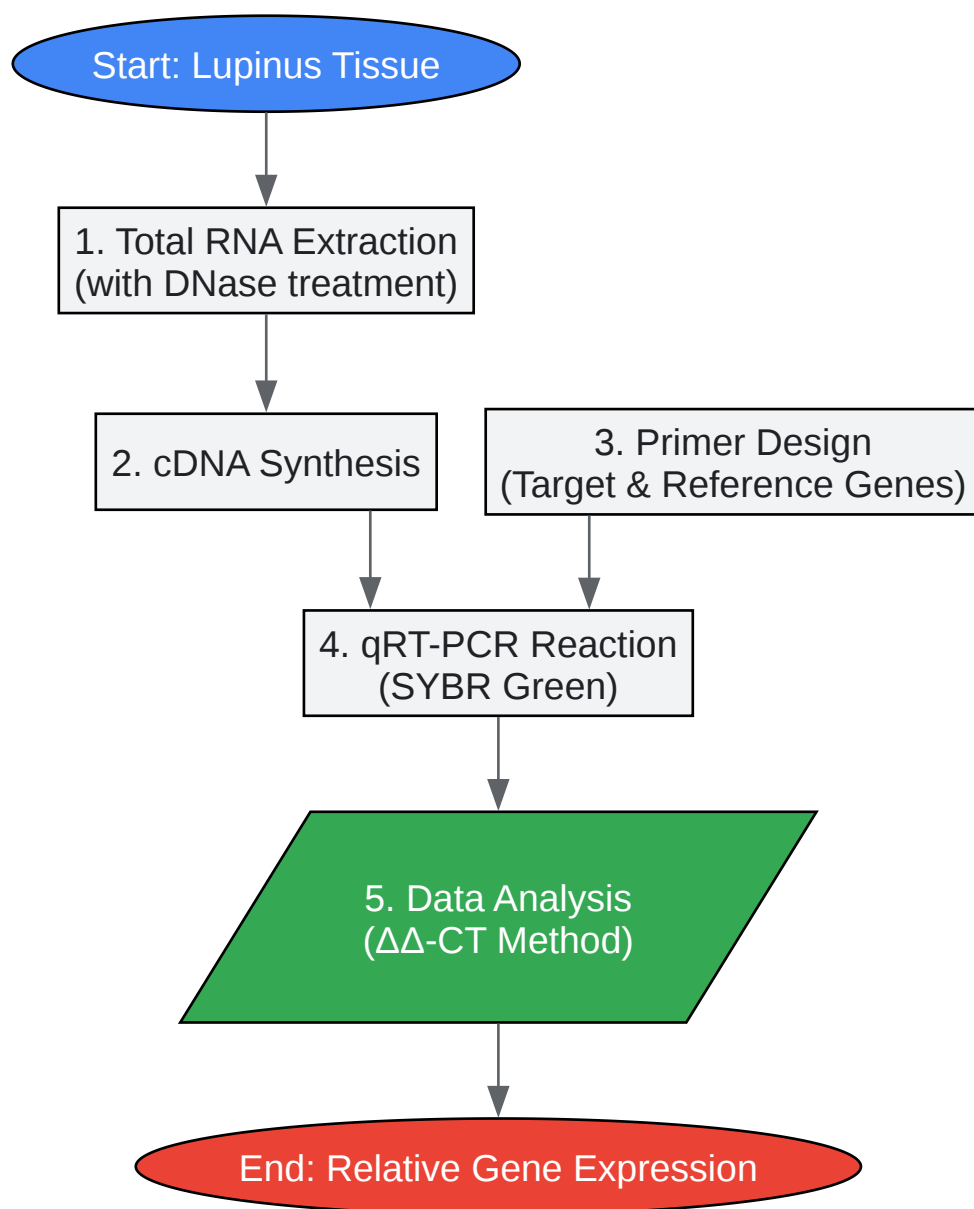 Start: Lupinus Tissue
1. Total RNA Extraction
(with DNase treatment)
2. cDNA Synthesis
3. Primer Design
(Target & Reference Genes)
4. qRT-PCR Reaction
(SYBR Green)
5. Data Analysis
(ΔΔ-CT Method)
End: Relative Gene Expression